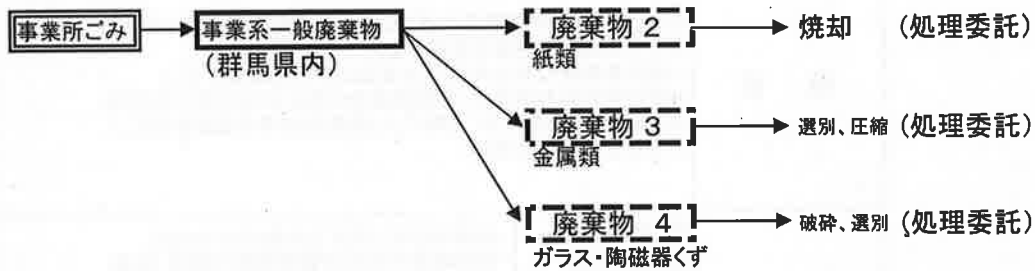 事業所ごみ 事業系一般廃棄物 廃棄物 2 焼却 (処理委託)
(群馬県内) 紙類
廃棄物 3 選別、圧縮 (処理委託)
金属類
廃棄物 4 破砕、選別 (処理委託)
ガラス・陶磁器くず